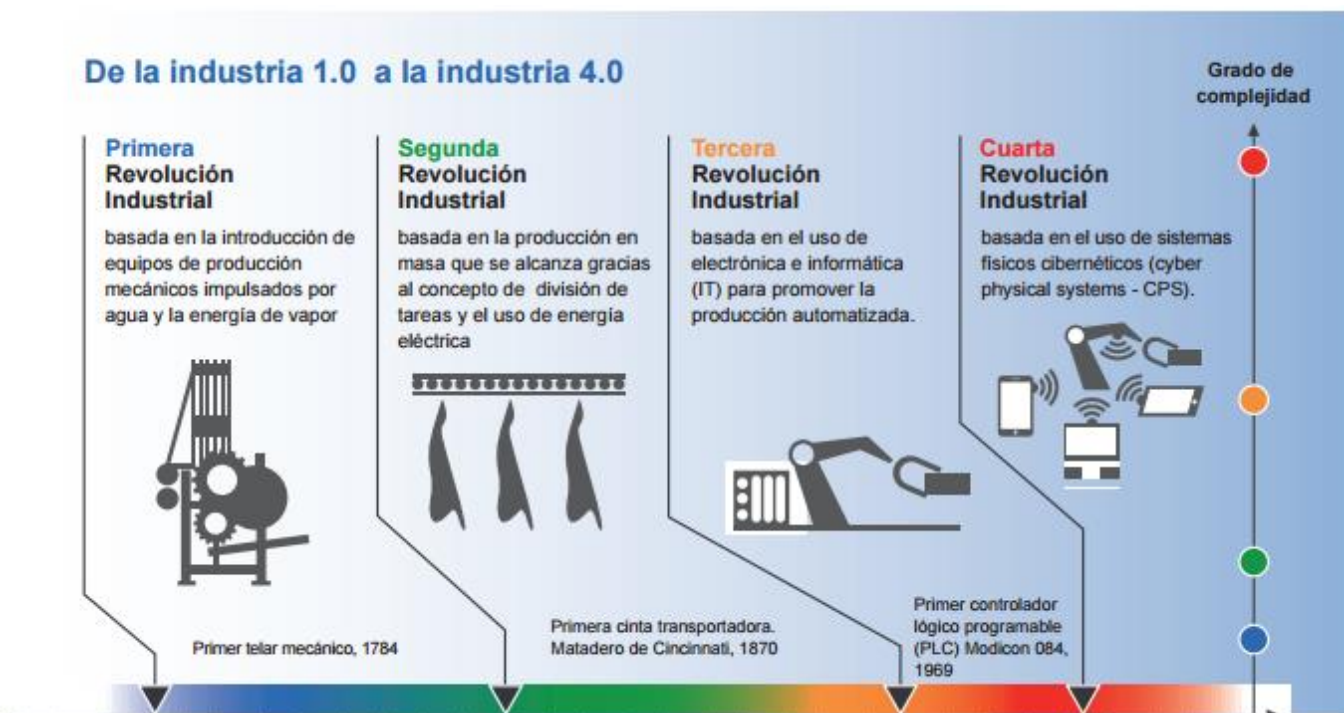 De la industria 1.0 a la industria 4.0
Grado de
complejidad
Primera
Revolución
Industrial
basada en la introducción de
equipos de producción
mecánicos impulsados por
agua y la energía de vapor
Segunda
Revolución
Industrial
basada en la producción en
masa que se alcanza gracias
al concepto de división de
tareas y el uso de energía
eléctrica
Tercera
Revolución
Industrial
basada en el uso de
electrónica e informática
(IT) para promover la
producción automatizada.
Cuarta
Revolución
Industrial
basada en el uso de sistemas
físicos cibernéticos (cyber
physical systems - CPS).
Primer telar mecánico, 1784
Primera cinta transportadora.
Matadero de Cincinnati, 1870
Primer controlador
lógico programable
(PLC) Modicon 084,
1969